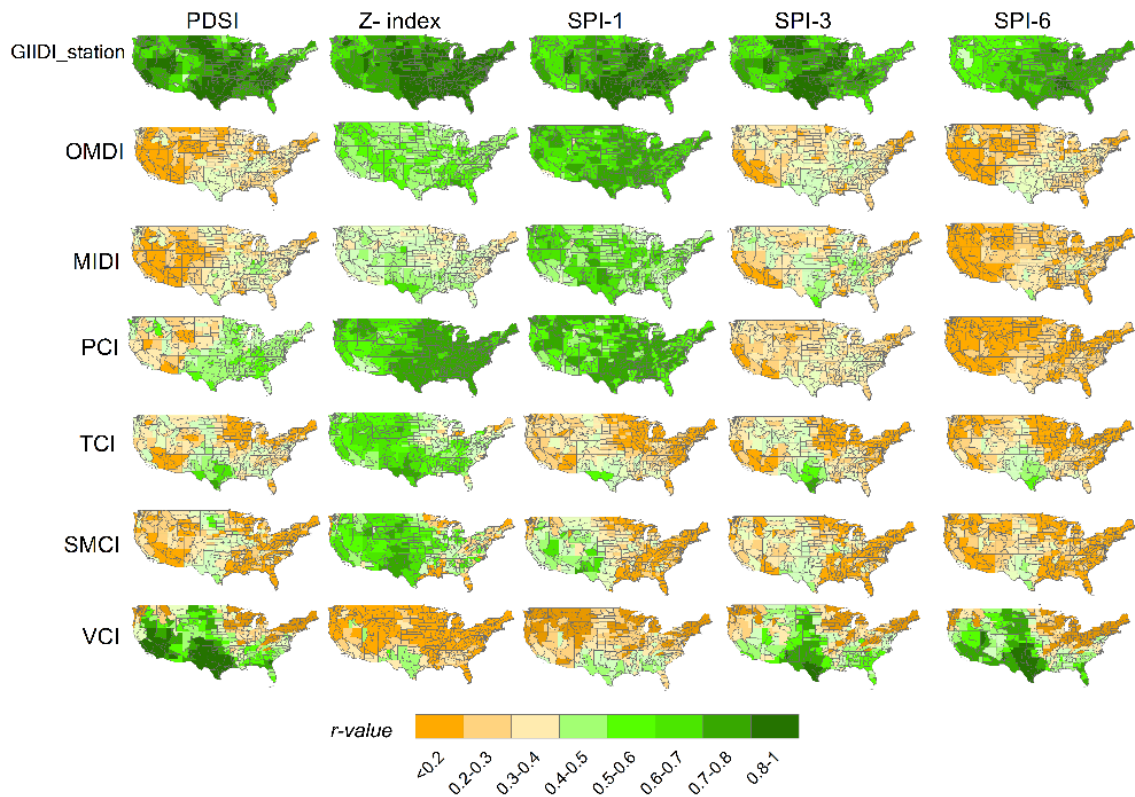 PDSI Z- index SPI-1 SPI-3 SPI-6
GIIDI_station
OMDI
MIDI
PCI
TCI
SMCI
VCI
r-value
<0.2 0.2-0.3 0.3-0.4 0.4-0.5 0.5-0.6 0.6-0.7 0.7-0.8 0.8-1